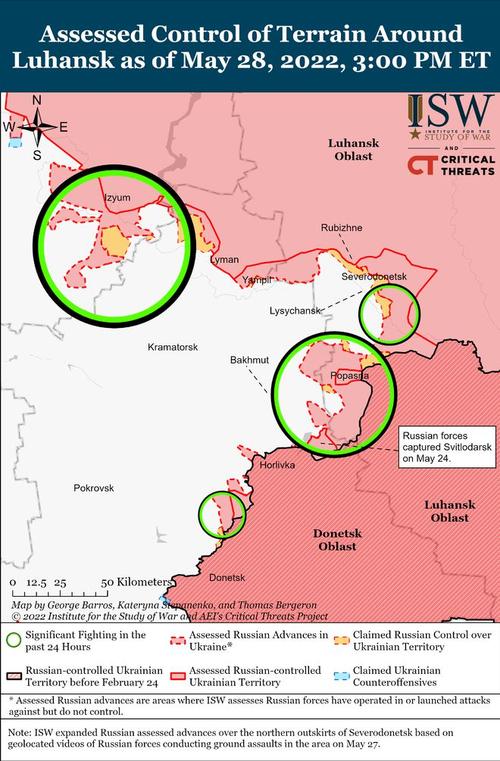 Assessed Control of Terrain Around
Luhansk as of May 28, 2022, 3:00 PM ET
N
W E
S
ISW
INSTITUTE FOR THE
STUDY OF WAR
AND
CT CRITICAL
THREATS
Luhansk
Oblast
Izyum
Rubizhne
Lyman
Yampil
Severodonetsk
Lysychansk
Kramatorsk
Bakhmut
Popasna
Russian forces
captured Svitlodarsk
on May 24.
Horlivka
Pokrovsk
Luhansk
Oblast
Donetsk
Oblast
Donetsk
0 12.5 25 50 Kilometers
Map by George Barros, Kateryna Stepanenko, and Thomas Bergeron
© 2022 Institute for the Study of War and AEI's Critical Threats Project
Significant Fighting in the
past 24 Hours
Assessed Russian Advances in
Ukraine*
Claimed Russian Control over
Ukrainian Territory
Russian-controlled Ukrainian
Territory before February 24
Assessed Russian-controlled
Ukrainian Territory
Claimed Ukrainian
Counteroffensives
* Assessed Russian advances are areas where ISW assesses Russian forces have operated in or launched attacks
against but do not control.
Note: ISW expanded Russian assessed advances over the northern outskirts of Severodonetsk based on
geolocated videos of Russian forces conducting ground assaults in the area on May 27.